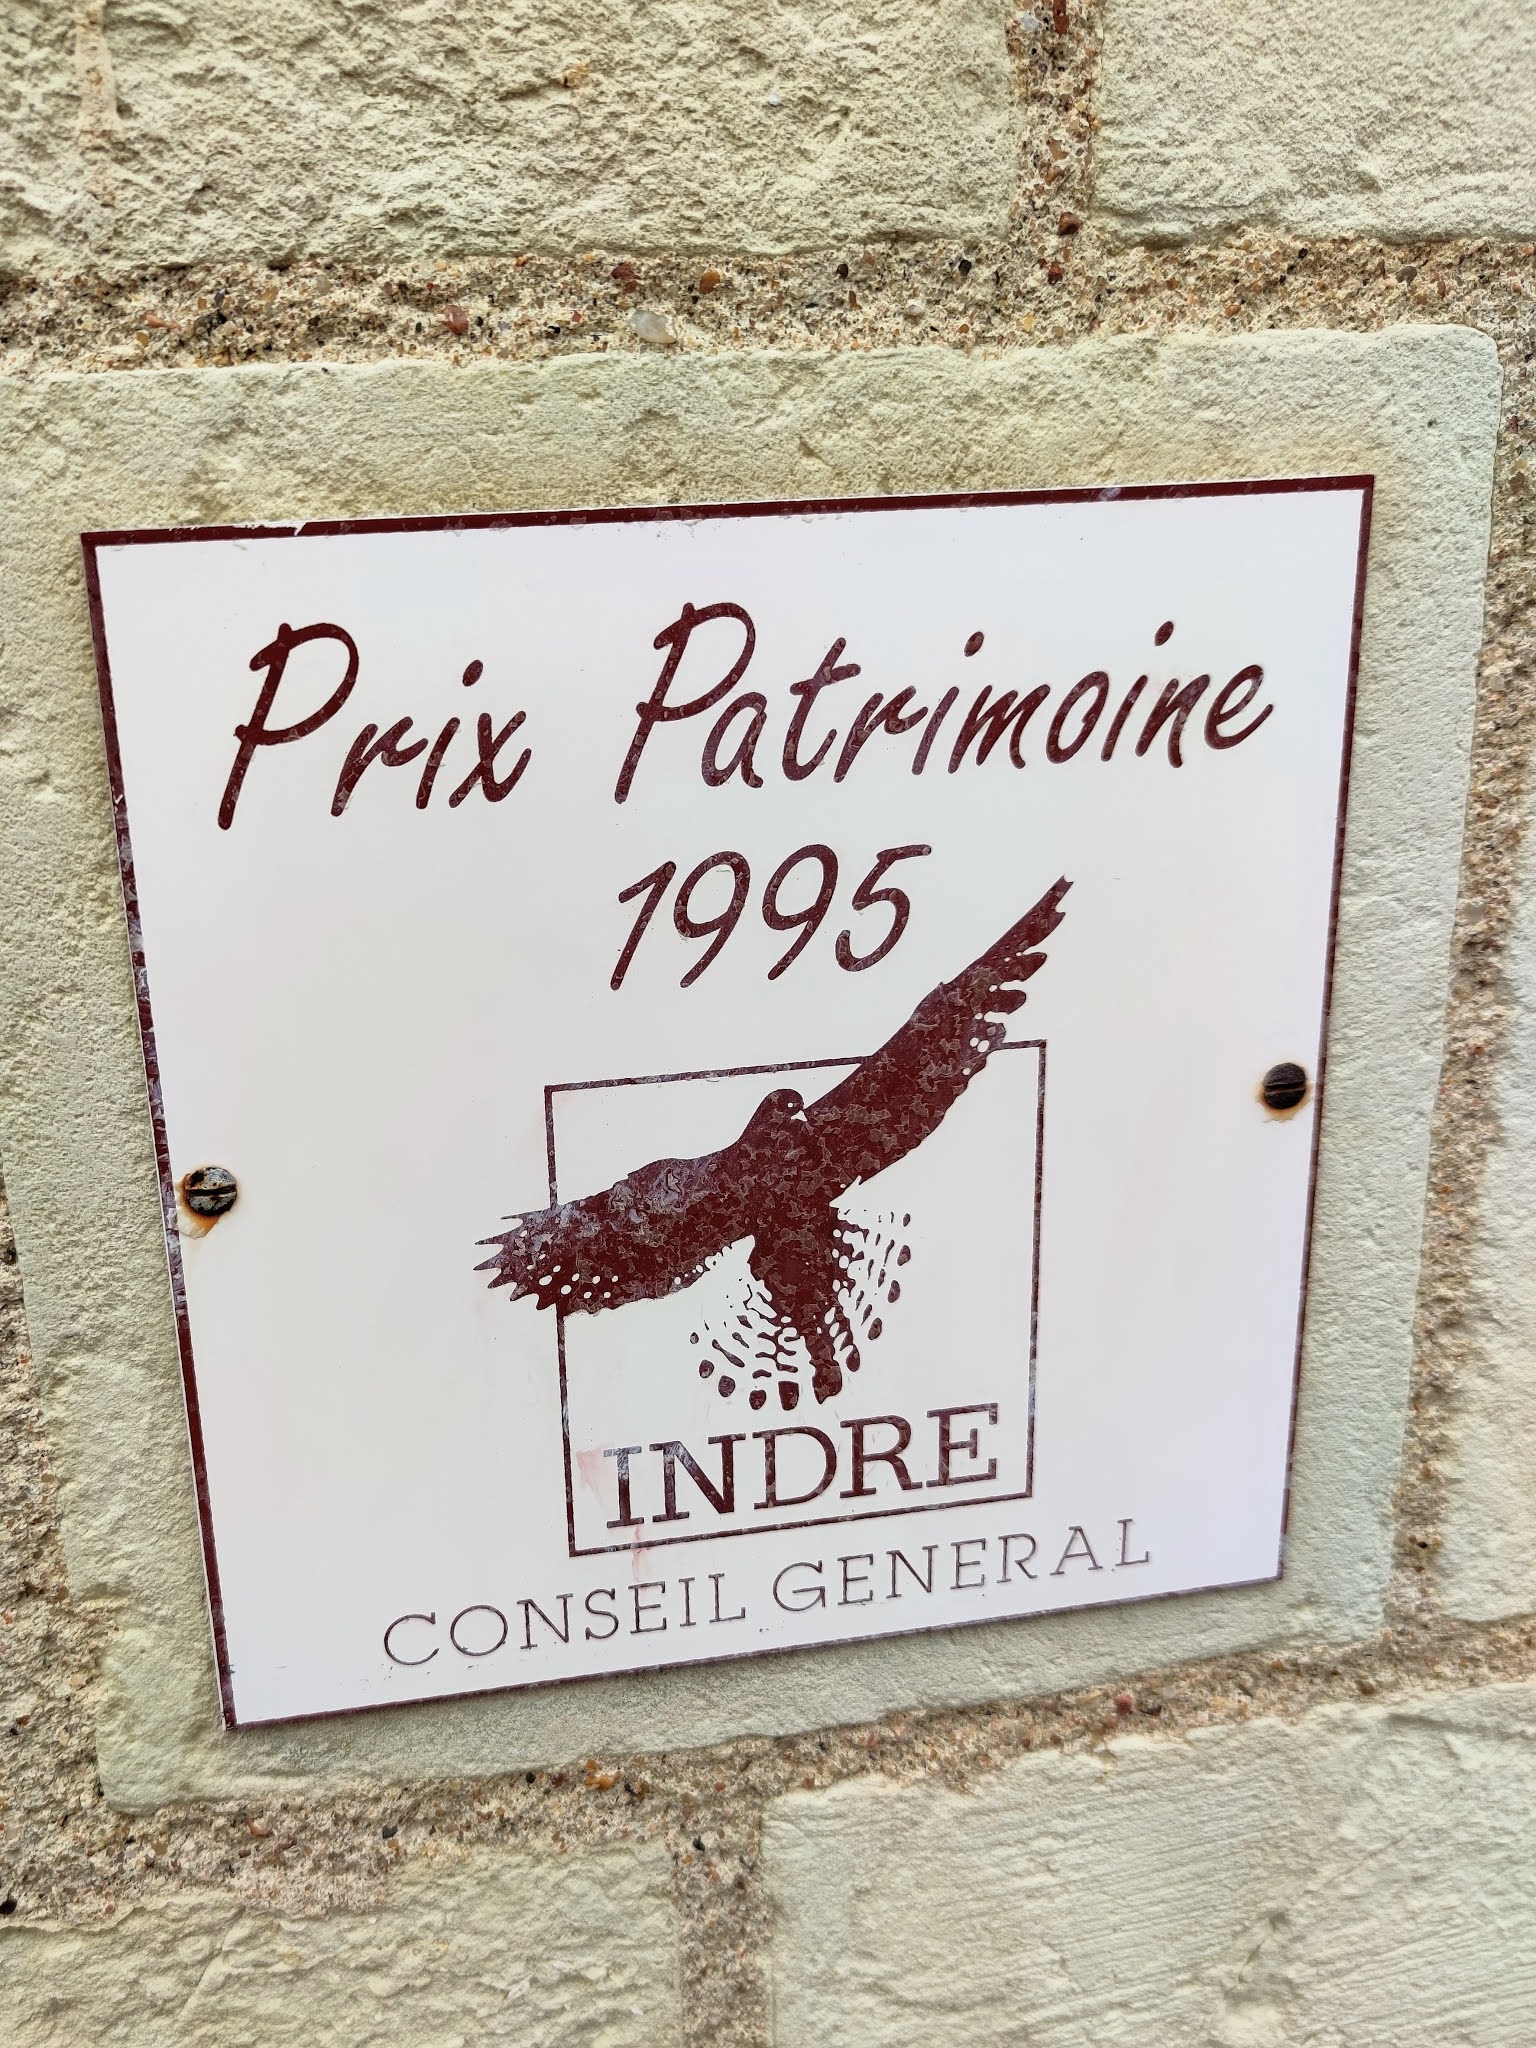 Prix Patrimoine
1995
INDRE
CONSEIL GENERAL